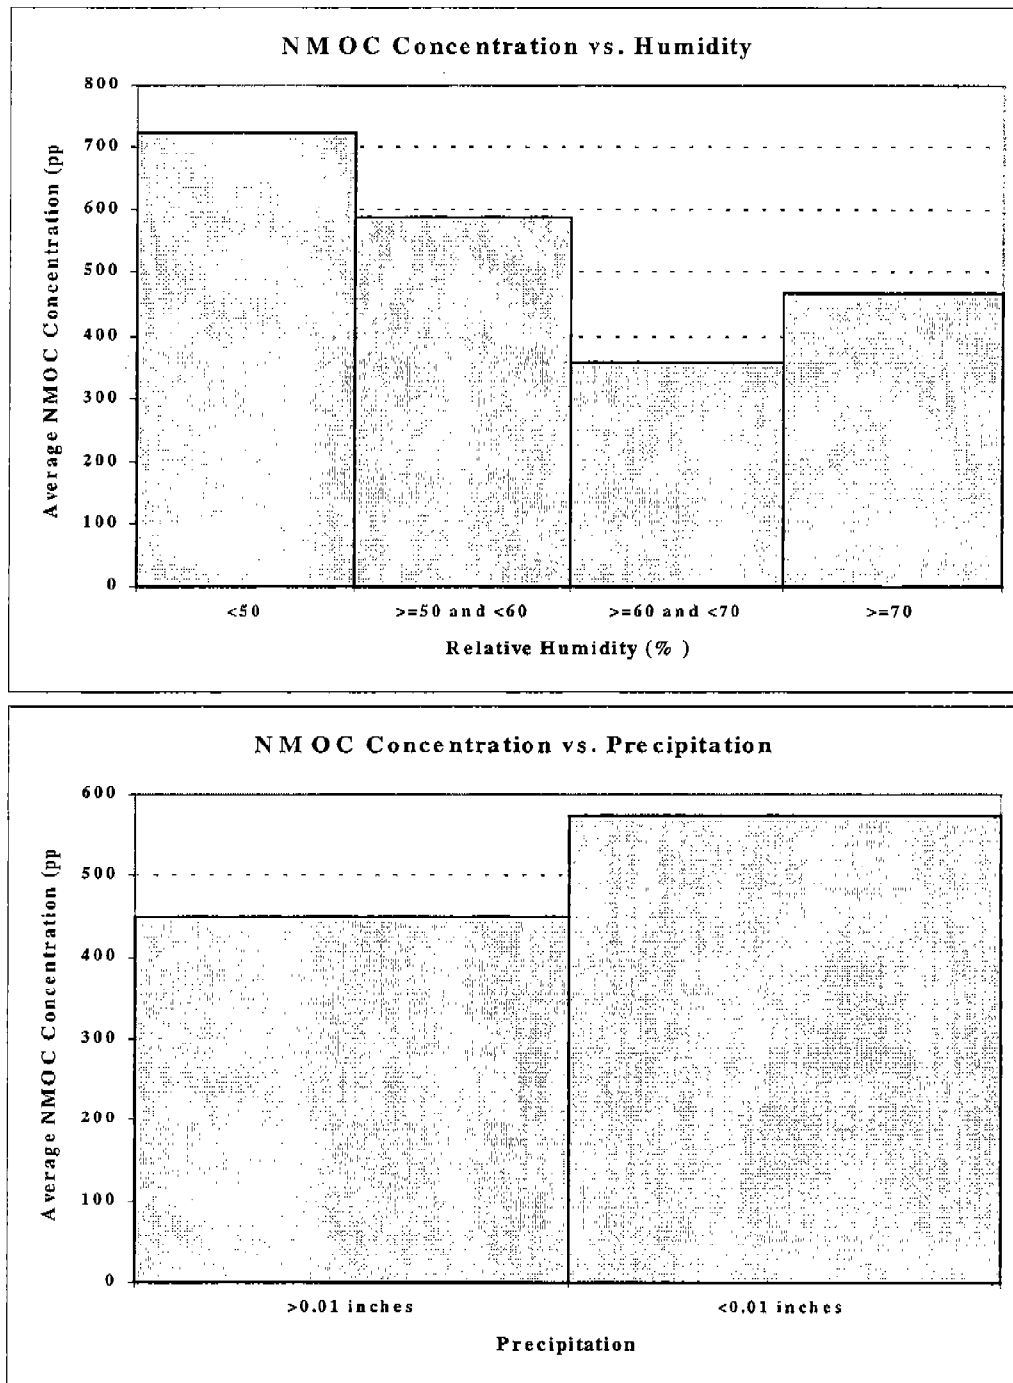 NMOC Concentration vs. Humidity
Average NMOC Concentration (pp
800
700
600
500
400
300
200
100
0
<50
>=50 and <60
>=60 and <70
>=70
Relative Humidity (% )
NMOC Concentration vs. Precipitation
Average NMOC Concentration (pp
600
500
400
300
200
100
0
>0.01 inches
<0.01 inches
Precipitation